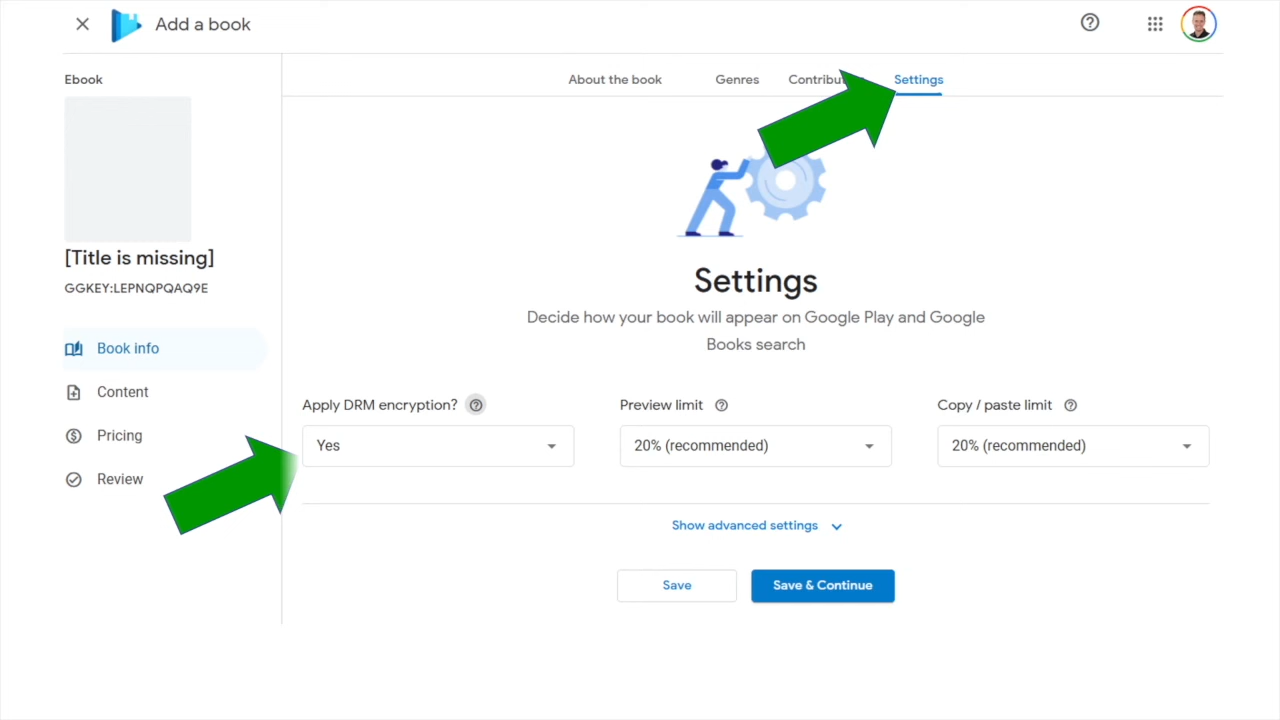 Add a book
Ebook
About the book
Genres
Settings
[Title is missing]
GGKEY:LEPNQPQAQ9E
Book info
Content
Pricing
Review
Settings
Decide how your book will appear on Google Play and Google
Books search
Apply DRM encryption?
Preview limit
Copy / paste limit
Yes
20% (recommended)
20% (recommended)
Show advanced settings
Save
Save & Continue